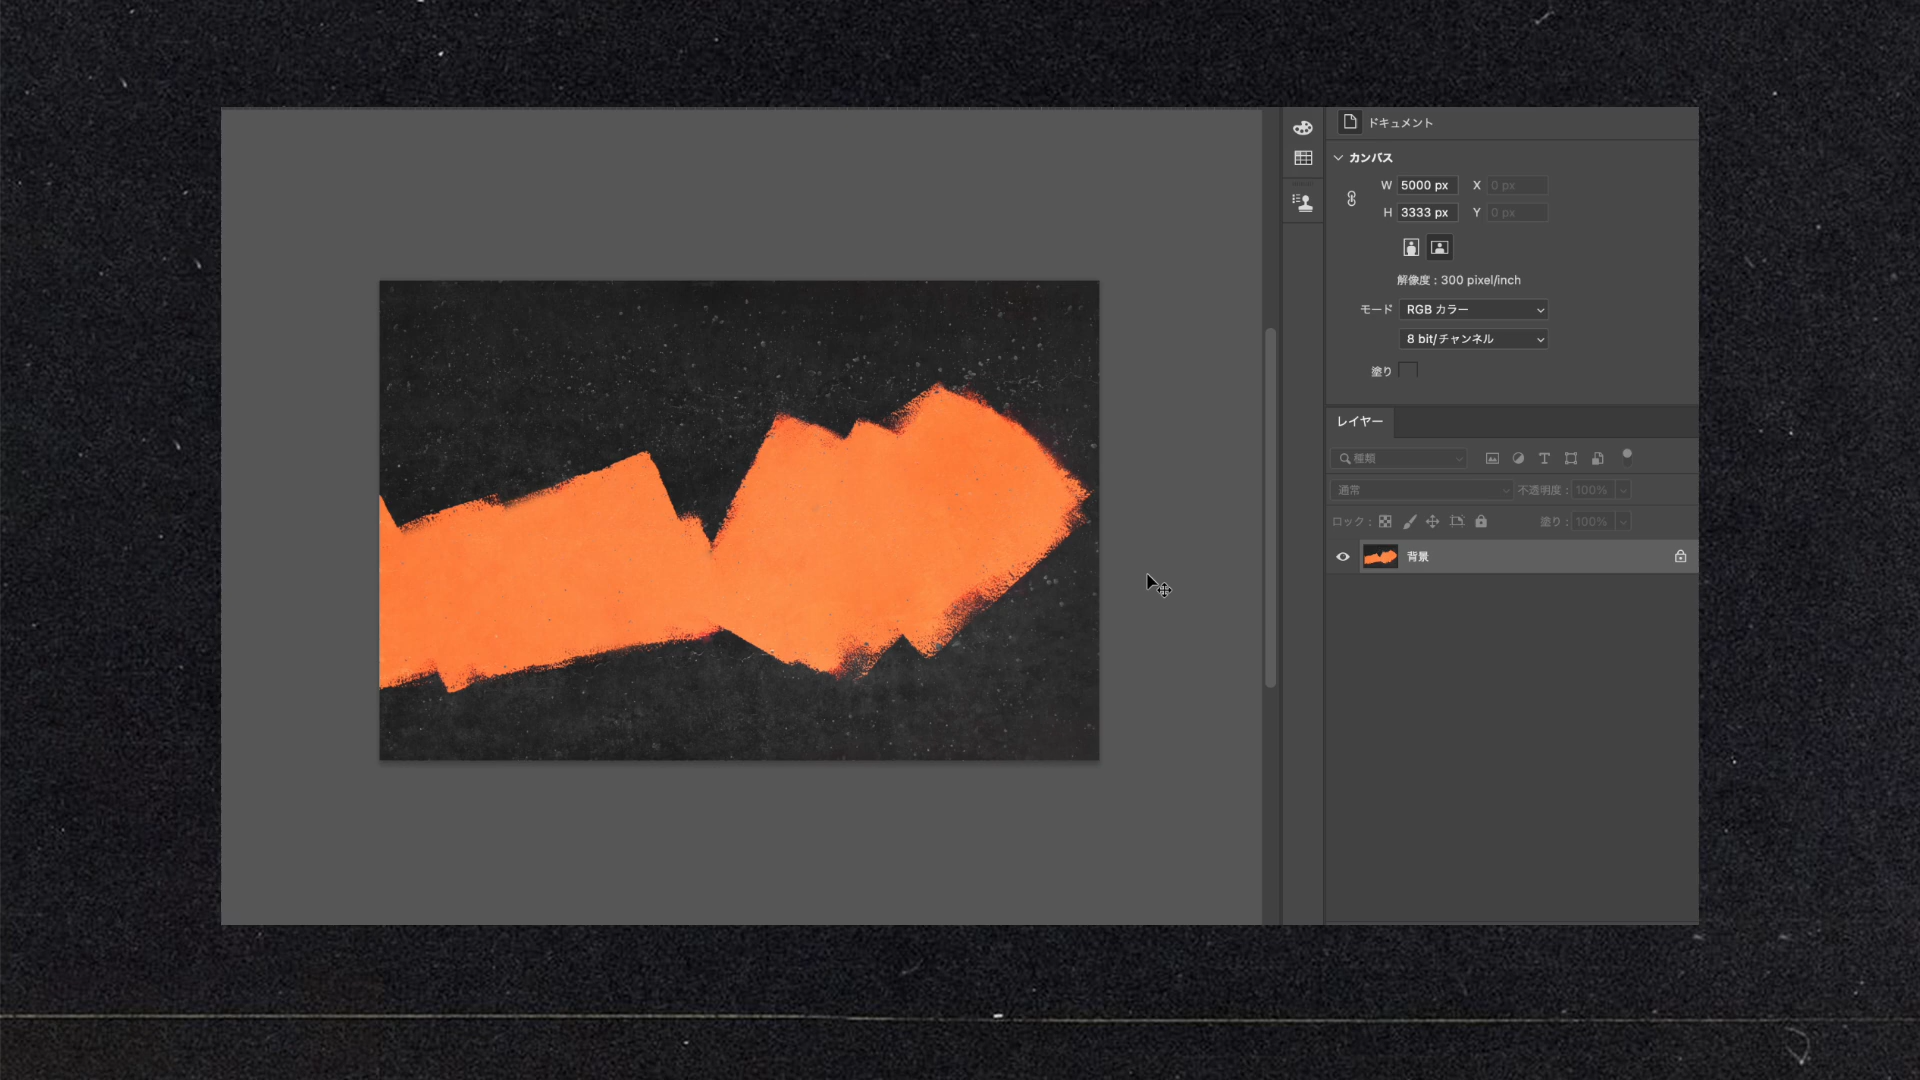 ドキュメント
カンバス
W 5000 px X 0 px
H 3333 px Y 0 px
解像度 : 300 pixel/inch
モード RGB カラー
8 bit/チャンネル
塗り
レイヤー
種類
通常 不透明度 : 100%
ロック : 塗り : 100%
背景